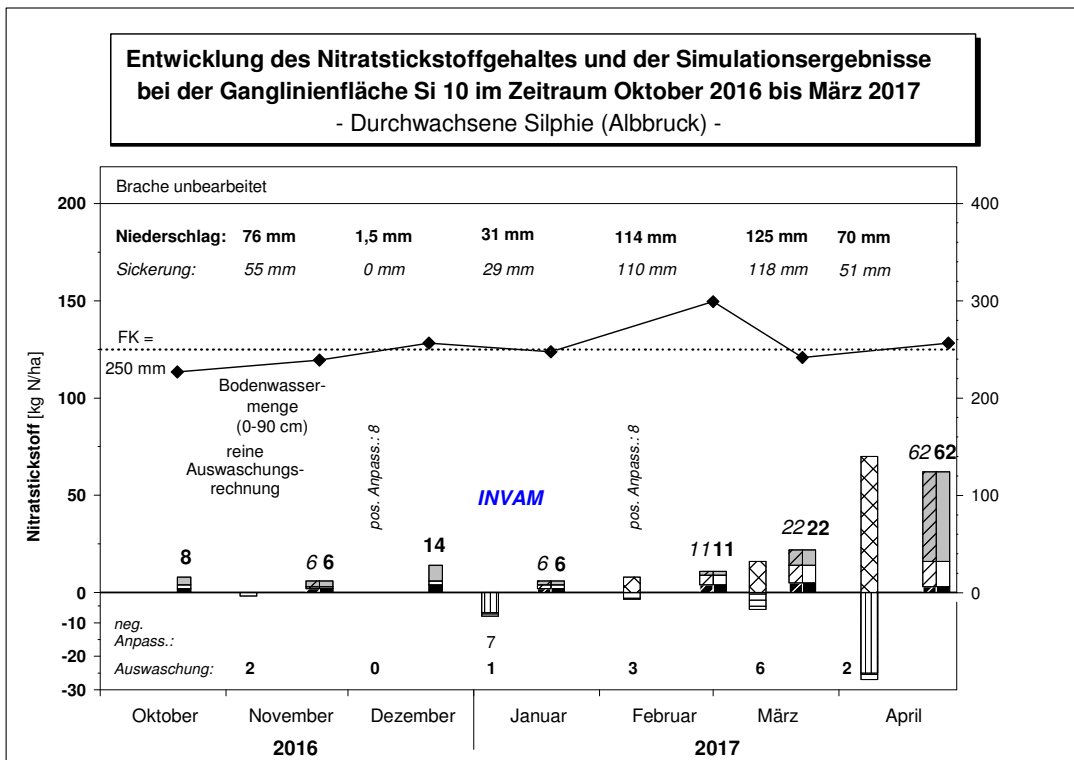 Entwicklung des Nitratstickstoffgehaltes und der Simulationsergebnisse
bei der Ganglinienfläche Si 10 im Zeitraum Oktober 2016 bis März 2017
- Durchwachsene Silphie (Albbruck) -
Brache unbearbeitet
200 400
Niederschlag: 76 mm 1,5 mm 31 mm 114 mm 125 mm 70 mm
Sickerung: 55 mm 0 mm 29 mm 110 mm 118 mm 51 mm
150 300
FK =
250 mm
Bodenwasser-
menge
(0-90 cm)
100 200
reine
Auswaschungs-
rechnung
pos. Anpass.: 8
pos. Anpass.: 8
INVAM
Nitratstickstoff [kg N/ha]
50 100
8 6 6 14 6 6 11 11 22 22 62 62
0 0
-10
neg.
Anpass.: 7
-20
Auswaschung: 2 0 1 3 6 2
-30
Oktober November Dezember Januar Februar März April
2016 2017